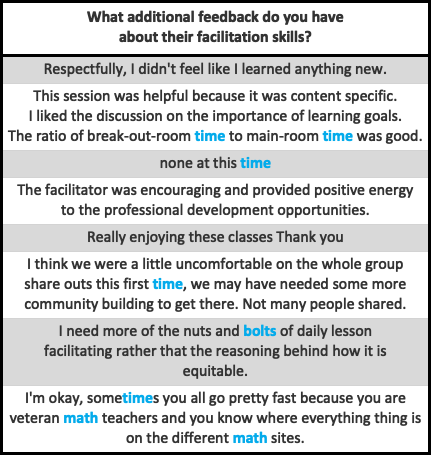 What additional feedback do you have
about their facilitation skills?
Respectfully, I didn't feel like I learned anything new.
This session was helpful because it was content specific.
I liked the discussion on the importance of learning goals.
The ratio of break-out-room time to main-room time was good.
none at this time
The facilitator was encouraging and provided positive energy
to the professional development opportunities.
Really enjoying these classes Thank you
I think we were a little uncomfortable on the whole group
share outs this first time, we may have needed some more
community building to get there. Not many people shared.
I need more of the nuts and bolts of daily lesson
facilitating rather that the reasoning behind how it is
equitable.
I'm okay, sometimes you all go pretty fast because you are
veteran math teachers and you know where everything thing is
on the different math sites.